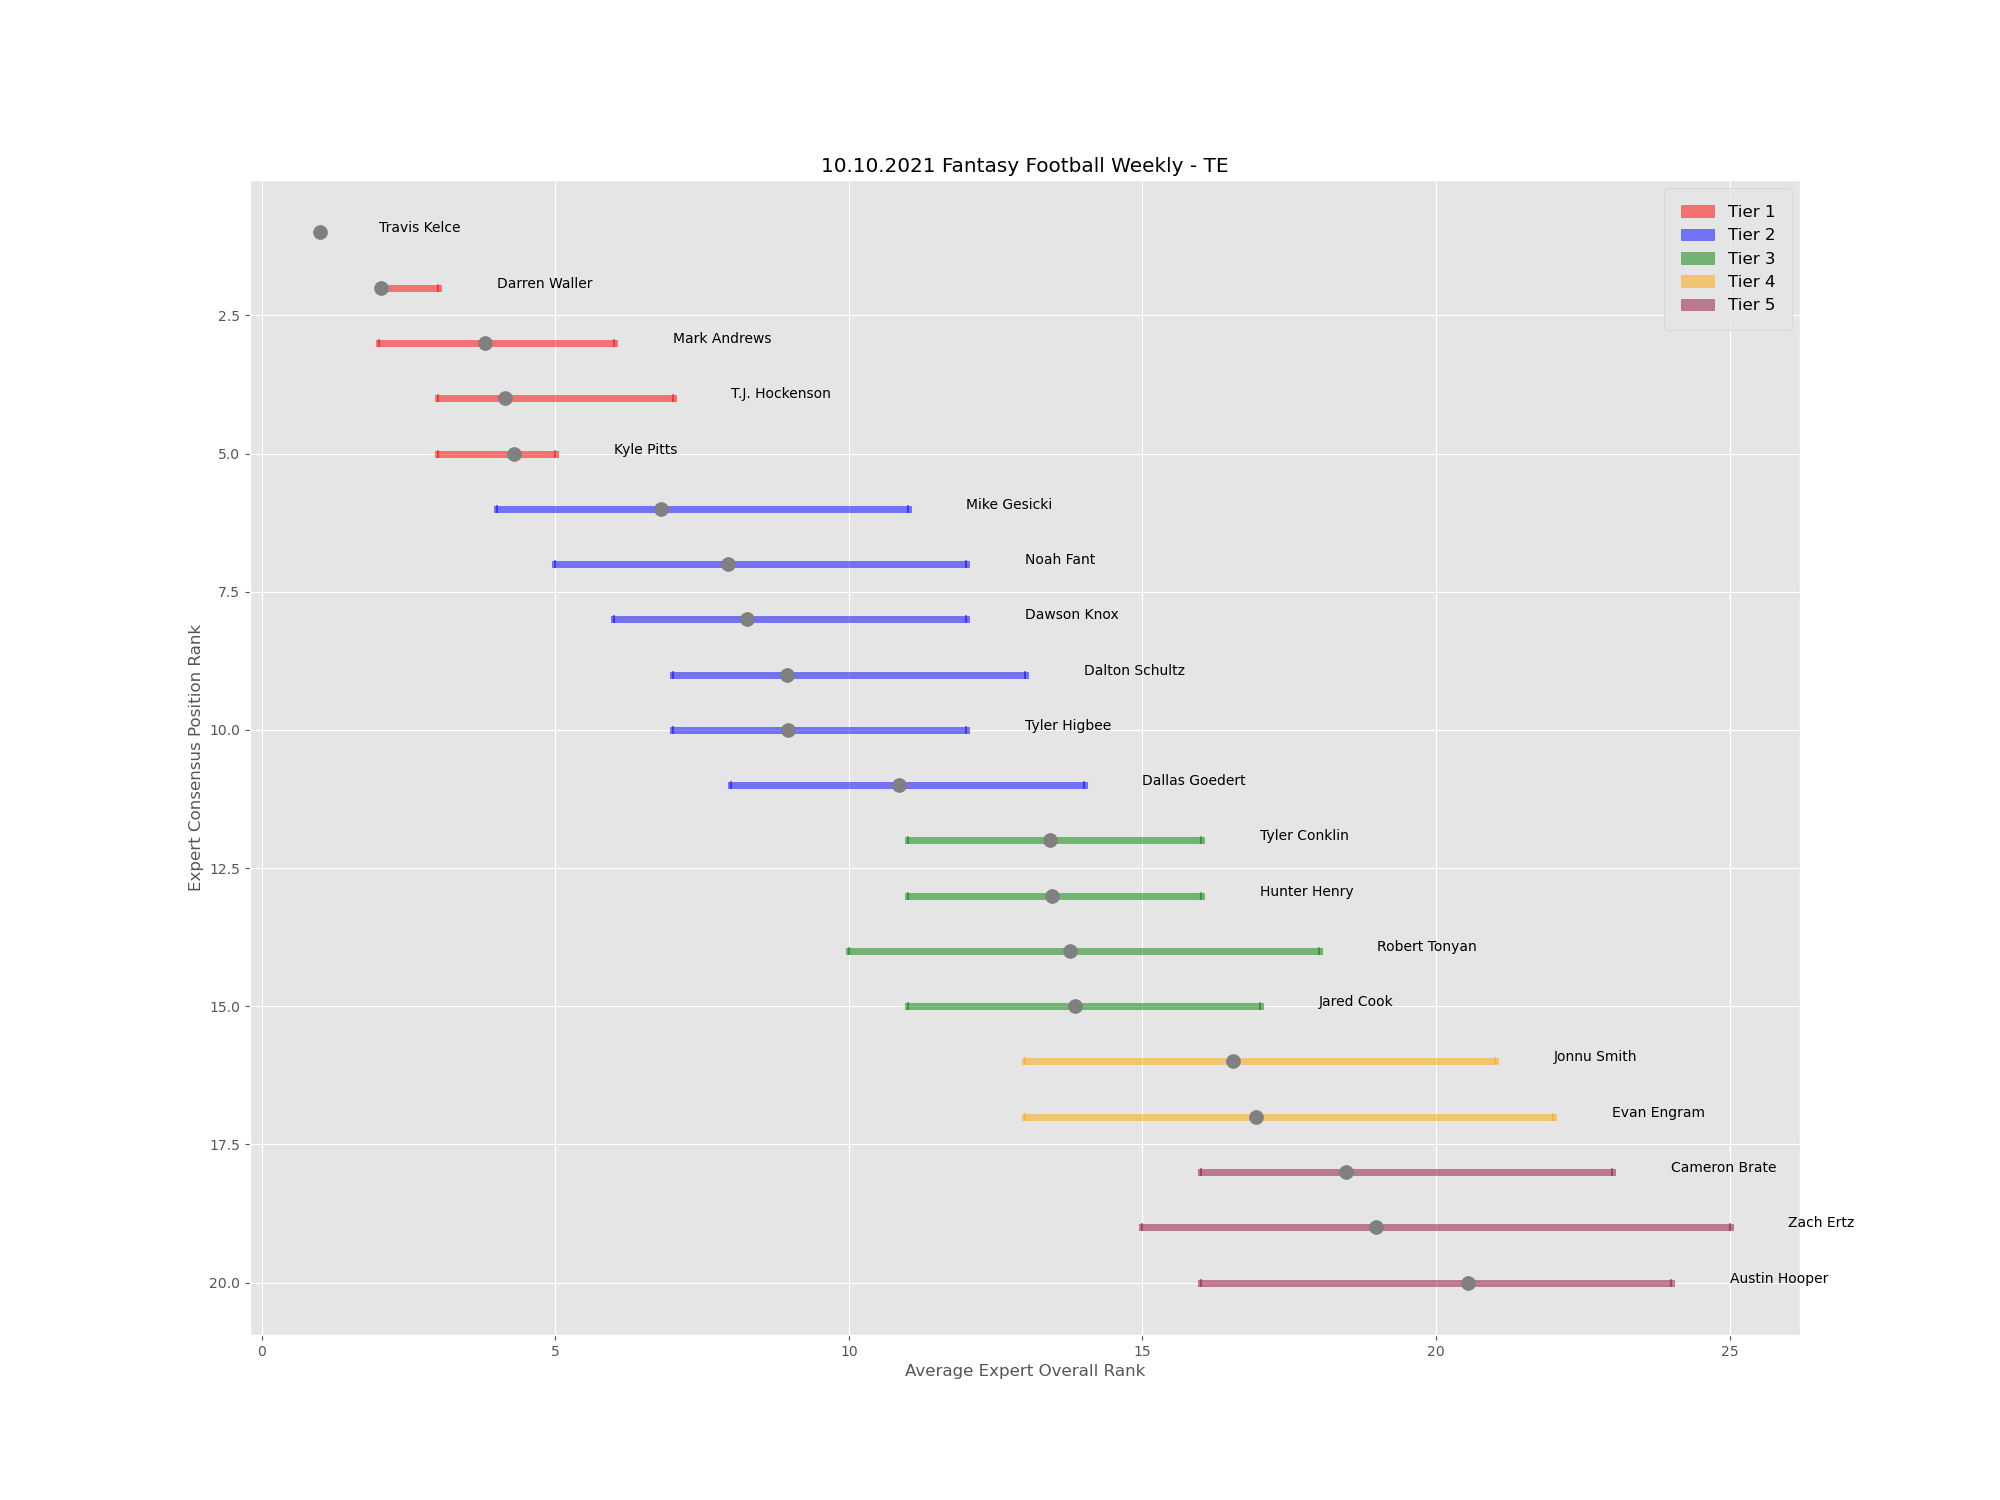 10.10.2021 Fantasy Football Weekly - TE
Tier 1
Tier 2
Tier 3
Tier 4
Tier 5
Travis Kelce
Darren Waller
2.5
Mark Andrews
T.J. Hockenson
5.0
Kyle Pitts
Mike Gesicki
Noah Fant
7.5
Dawson Knox
Dalton Schultz
10.0
Tyler Higbee
Dallas Goedert
Tyler Conklin
12.5
Hunter Henry
Robert Tonyan
15.0
Jared Cook
Jonnu Smith
Evan Engram
17.5
Cameron Brate
Zach Ertz
20.0
Austin Hooper
Expert Consensus Position Rank
0 5 10 15 20 25
Average Expert Overall Rank